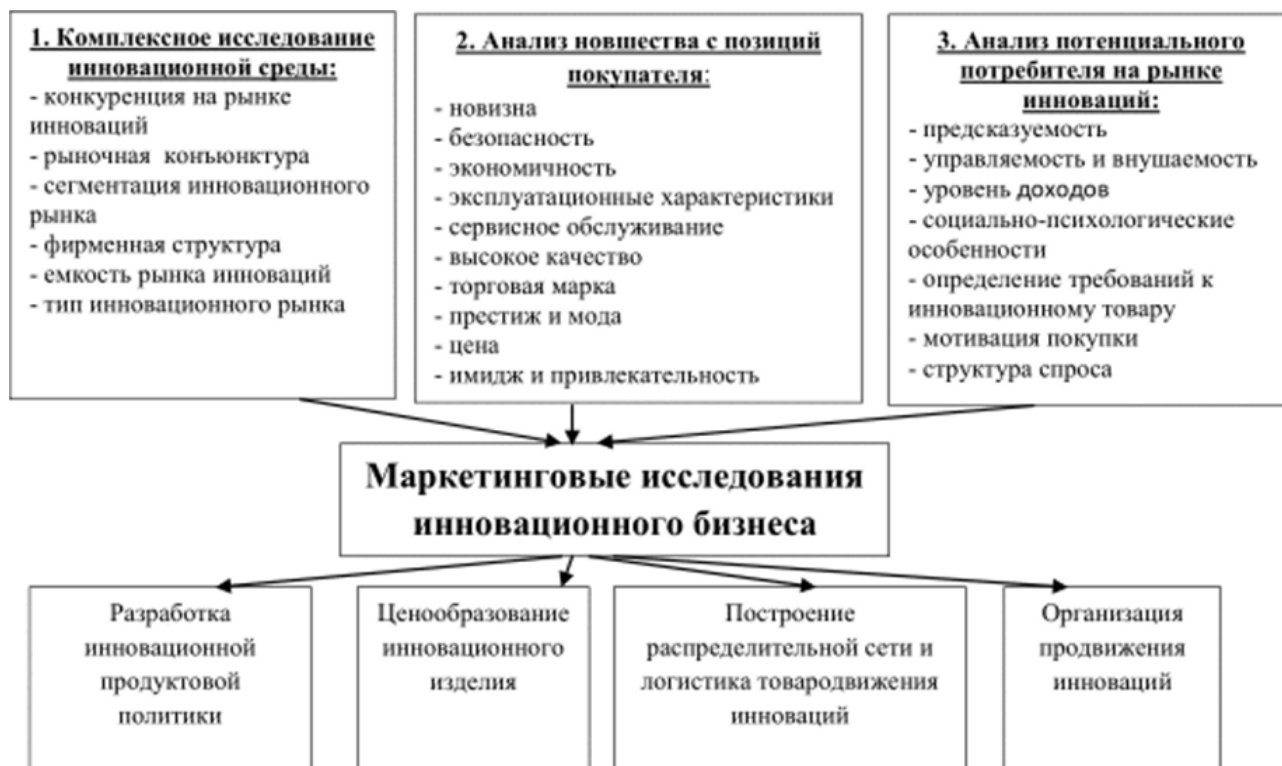 1. Комплексное исследование
инновационной среды:
- конкуренция на рынке
инноваций
- рыночная конъюнктура
- сегментация инновационного
рынка
- фирменная структура
- емкость рынка инноваций
- тип инновационного рынка
2. Анализ новшества с позиций
покупателя:
- новизна
- безопасность
- экономичность
- эксплуатационные характеристики
- сервисное обслуживание
- высокое качество
- торговая марка
- престиж и мода
- цена
- имидж и привлекательность
3. Анализ потенциального
потребителя на рынке
инноваций:
- предсказуемость
- управляемость и внушаемость
- уровень доходов
- социально-психологические
особенности
- определение требований к
инновационному товару
- мотивация покупки
- структура спроса
Маркетинговые исследования
инновационного бизнеса
Разработка
инновационной
продуктовой
политики
Ценообразование
инновационного
изделия
Построение
распределительной сети и
логистика товародвижения
инноваций
Организация
продвижения
инноваций